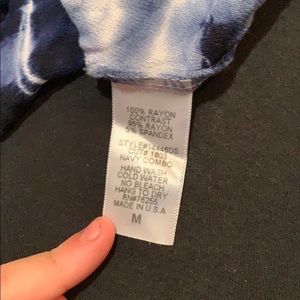 100% RAYON
CONTRAST
95% RAYON
5% SPANDEX
STYLE#14446DS
CUT# 1803
NAVY COMBO
HAND WASH
COLD WATER
NO BLEACH
HANG TO DRY
RN#76255
MADE IN U.S.A
M